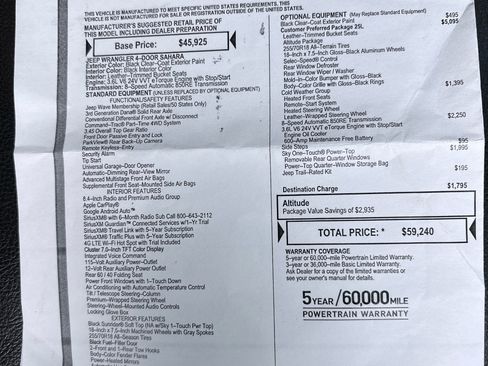 THIS VEHICLE IS MANUFACTURED TO MEET SPECIFIC UNITED STATES REQUIREMENTS. THIS
VEHICLE IS NOT MANUFACTURED FOR SALE OR REGISTRATION OUTSIDE OF THE UNITED STATES.
MANUFACTURER'S SUGGESTED RETAIL PRICE OF
THIS MODEL INCLUDING DEALER PREPARATION
Base Price: $45,925
JEEP WRANGLER 4-DOOR SAHARA
Exterior Color: Black Clear-Coat Exterior Paint
Interior Color: Black Interior Color
Interior: Leather-Trimmed Bucket Seats
Engine: 3.6L V6 24V VVT eTorque Engine with Stop/Start
Transmission: 8-Speed Automatic 850RE Transmission
STANDARD EQUIPMENT (UNLESS REPLACED BY OPTIONAL EQUIPMENT)
FUNCTIONAL/SAFETY FEATURES
Jeep Wave Membership (Retail Sales/50 States Only)
3rd Generation Dana® Solid Rear Axle
Conventional Differential Front Axle w/ Disconnect
Command-Trac® Part-Time 4WD System
3.45 Overall Top Gear Ratio
Front Door Passive Entry and Lock
ParkView® Rear Back-Up Camera
Remote Keyless-Entry
Security Alarm
Tip Start
Universal Garage-Door Opener
Automatic-Dimming Rear-View Mirror
Advanced Multistage Front Air Bags
Supplemental Front Seat-Mounted Side Air Bags
INTERIOR FEATURES
8.4-Inch Radio and Premium Audio Group
Apple CarPlay®
Google Android Auto™
SiriusXM® with 6-Month Radio Sub Call 800-643-2112
SiriusXM Guardian™ Connected Services w/1-Yr Trial
SiriusXM® Travel Link with 5-Year Subscription
SiriusXM® Traffic Plus with 5-Year Subscription
4G LTE Wi-Fi Hot Spot with Trial Included
Cluster 7.0-Inch TFT Color Display
Integrated Voice Command
115-Volt Auxiliary Power-Outlet
12-Volt Rear Auxiliary Power Outlet
Rear 60 / 40 Folding Seat
Power Front Windows with 1-Touch Down
Air Conditioning with Automatic Temperature Control
Tilt / Telescope Steering-Column
Premium-Wrapped Steering Wheel
Steering-Wheel-Mounted Audio Controls
Locking Glove Box
EXTERIOR FEATURES
Black Sunrider® Soft Top (NA w/Sky 1-Touch Pwr Top)
18-Inch x 7.5-Inch Machined Wheels with Gray Spokes
255/70R18 All Season Tires
Black Fuel-Filler Door
2-Front and 1-Rear Tow Hooks
Body-Color Fender Flares
Power-Heated Mirrors
OPTIONAL EQUIPMENT (May Replace Standard Equipment)
Black Clear-Coat Exterior Paint $495
Customer Preferred Package 25L $5,095
Leather-Trimmed Bucket Seats
Altitude Package
255/70R18 All-Terrain Tires
18-Inch x 7.5-Inch Gloss-Black Aluminum Wheels
Selec-Speed® Control
Rear Window Defroster
Rear Window Wiper / Washer
Mold-in-Color Bumper with Gloss-Black
Body-Color Grille with Gloss-Black Rings
Cold Weather Group $1,395
Heated Front Seats
Remote Start System
Heated Steering Wheel
Leather-Wrapped Steering Wheel
8-Speed Automatic 850RE Transmission $2,250
3.6L V6 24V VVT eTorque Engine with Stop/Start
Engine Oil Cooler
600-Amp Maintenance Free Battery
Side Steps $95
Sky One-Touch® Power-Top $1,995
Removable Rear Quarter Windows
Power-Top Quarter-Window Storage Bag
Jeep Trail-Rated Kit $195
Destination Charge $1,795
Altitude
Package Value Savings of $2,935
TOTAL PRICE: * $59,240
WARRANTY COVERAGE
5-year or 60,000-mile Powertrain Limited Warranty.
3-year or 36,000-mile Basic Limited Warranty.
Ask Dealer for a copy of the limited warranties or
see your owner's manual for details.
5YEAR/60,000MILE
POWERTRAIN WARRANTY